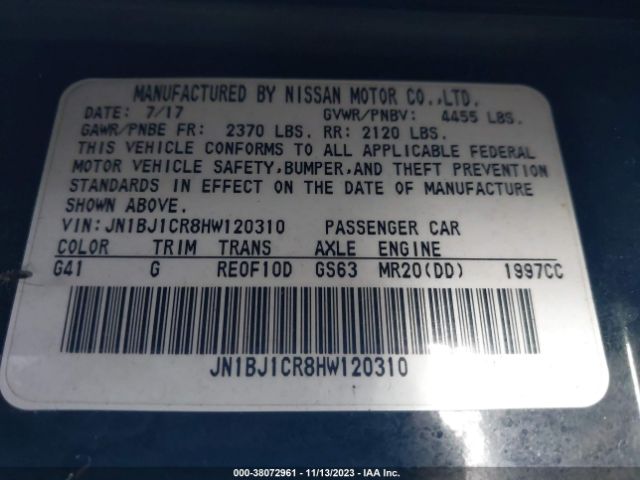 MANUFACTURED BY NISSAN MOTOR CO.,LTD.
DATE: 7/17 GVWR/PNBV: 4455 LBS.
GAWR/PNBE FR: 2370 LBS. RR: 2120 LBS.
THIS VEHICLE CONFORMS TO ALL APPLICABLE FEDERAL
MOTOR VEHICLE SAFETY,BUMPER,AND THEFT PREVENTION
STANDARDS IN EFFECT ON THE DATE OF MANUFACTURE
SHOWN ABOVE.
VIN:JN1BJ1CR8HW120310 PASSENGER CAR
COLOR TRIM TRANS AXLE ENGINE
G41 G RE0F10D GS63 MR20(DD) 1997CC
JN1BJ1CR8HW120310
000-38072961 - 11/13/2023 - IAA Inc.